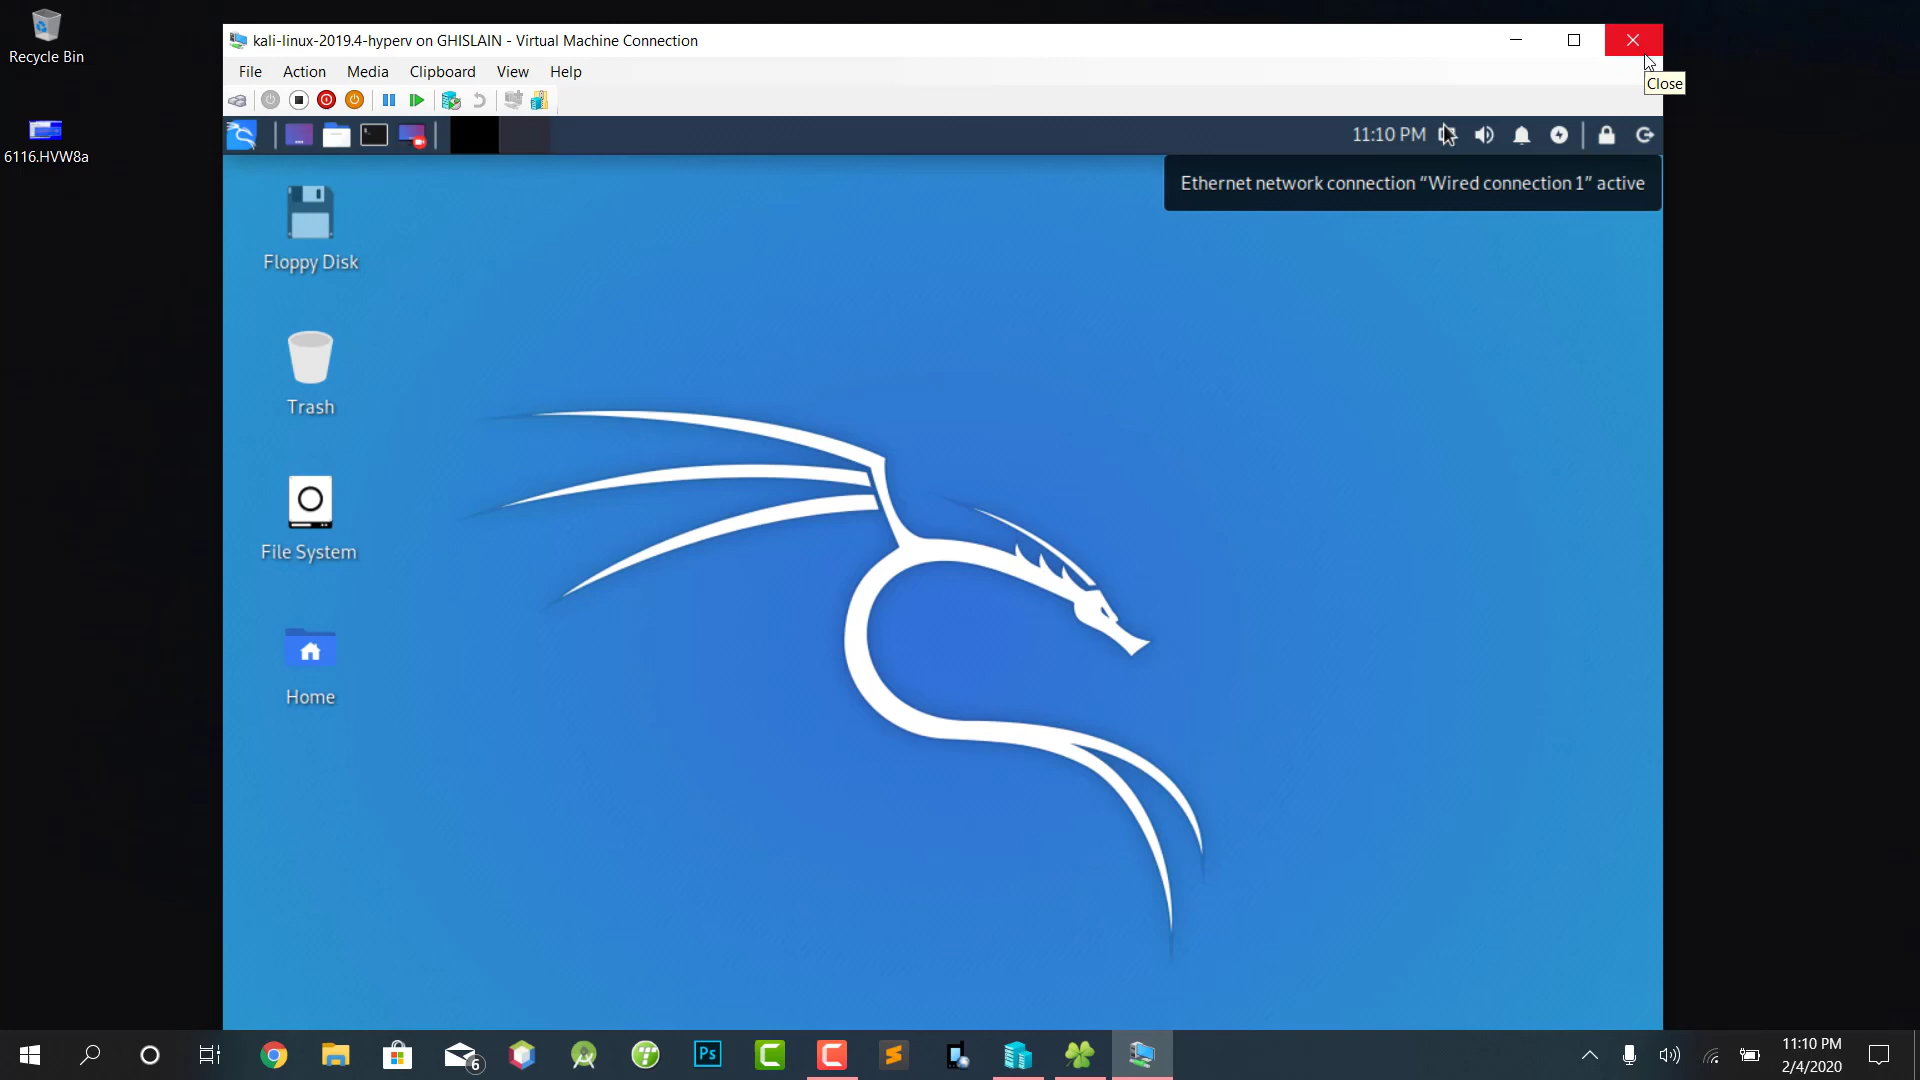 Recycle Bin
6116.HVW8a
kali-linux-2019.4-hyperv on GHISLAIN - Virtual Machine Connection
File Action Media Clipboard View Help
Close
11:10 PM
Ethernet network connection “Wired connection 1” active
Floppy Disk
Trash
File System
Home
Ps
6
11:10 PM
2/4/2020